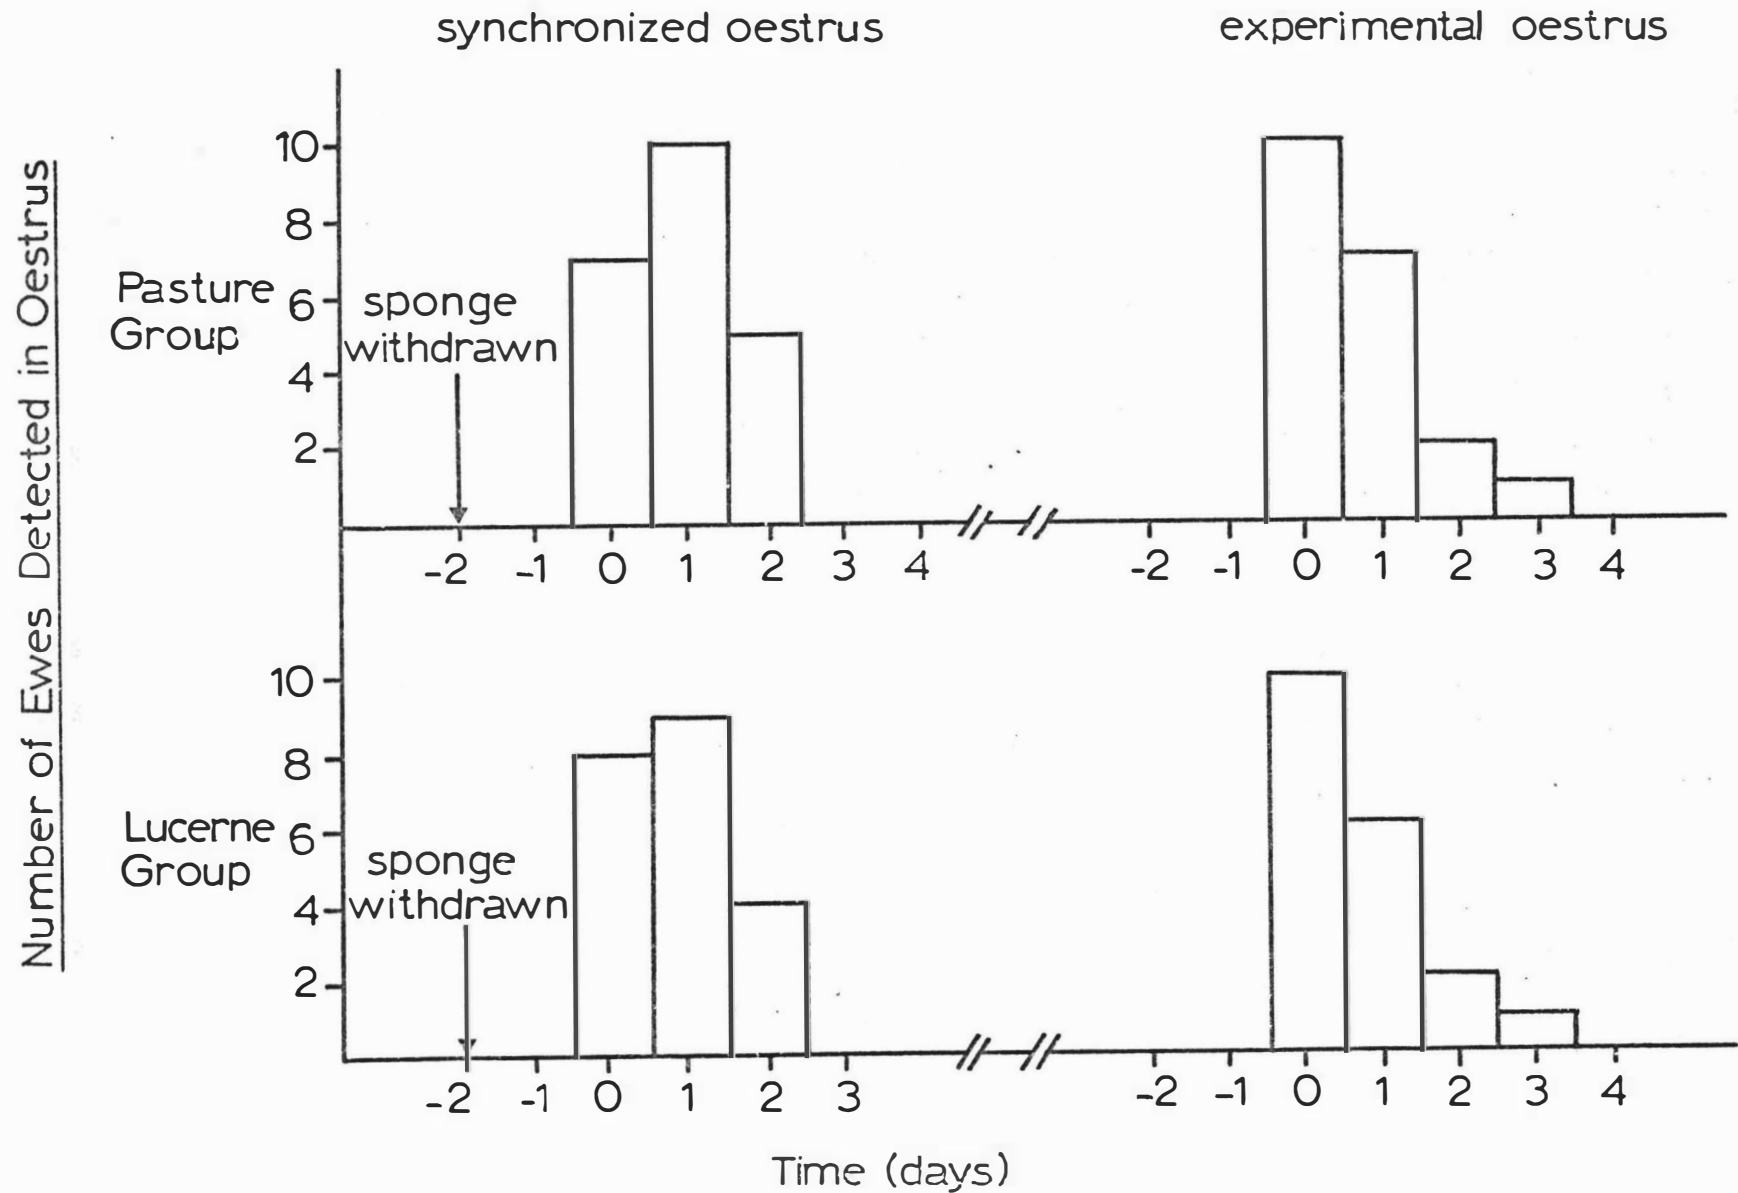 synchronized oestrus
experimental oestrus
Number of Ewes Detected in Oestrus
Pasture
Group
10
8
6
4
2
sponge
withdrawn
-2 -1 0 1 2 3 4
-2 -1 0 1 2 3 4
Lucerne
Group
10
8
6
4
2
sponge
withdrawn
-2 -1 0 1 2 3
-2 -1 0 1 2 3 4
Time (days)